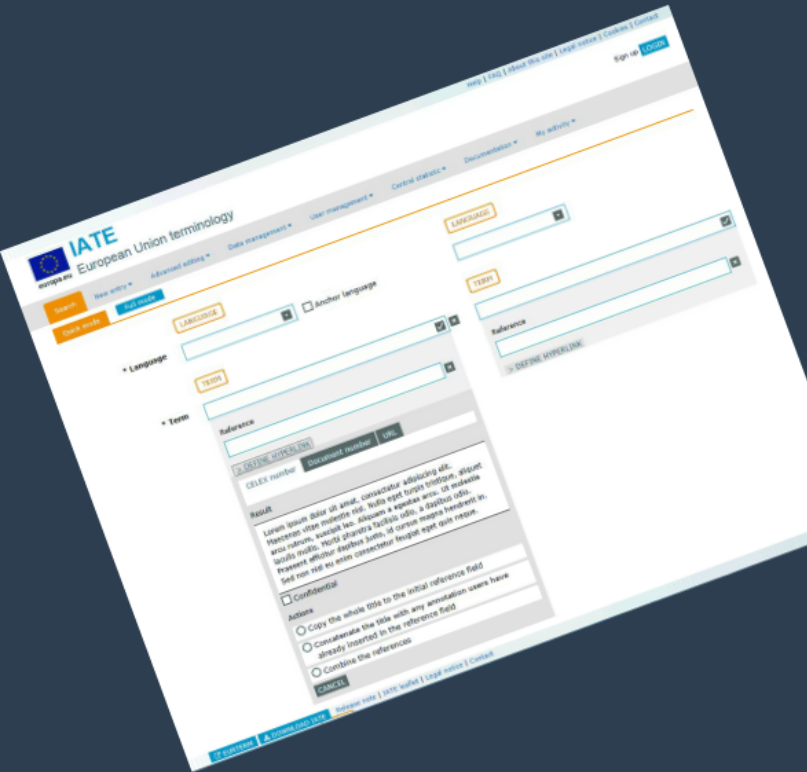 Help | FAQ | About this site | Legal notice | Cookies | Contact
Sign up LOGIN
IATE
European Union terminology
europa.eu
Search New entry Advanced editing Data management User management Central statistic Documentation My activity
Quick mode Full mode
LANGUAGE
* Language
Anchor language
TERM
* Term
Reference
> DEFINE HYPERLINK
CELEX number Document number URL
Result
Lorem ipsum dolor sit amet, consectetur adipiscing elit.
Maecenas vitae molestie nisl. Nulla eget turpis tristique, aliquet
arcu rutrum, suscipit leo. Aliquam a egestas arcu. Ut molestie
iaculis mollis. Morbi pharetra facilisis odio, a dapibus odio.
Praesent efficitur dapibus justo, id cursus magna hendrerit in.
Sed non nisl eu enim consectetur feugiat eget quis neque.
Confidential
Actions
Copy the whole title to the initial reference field
Concatenate the title with any annotation users have
already inserted in the reference field
Combine the references
CANCEL
LANGUAGE
TERM
Reference
> DEFINE HYPERLINK
EURTERM DOWNLOAD IATE Release note | IATE leaflet | Legal notice | Contact